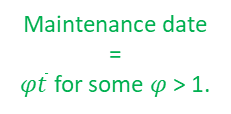 Maintenance date
=
φt̄ for some φ > 1.